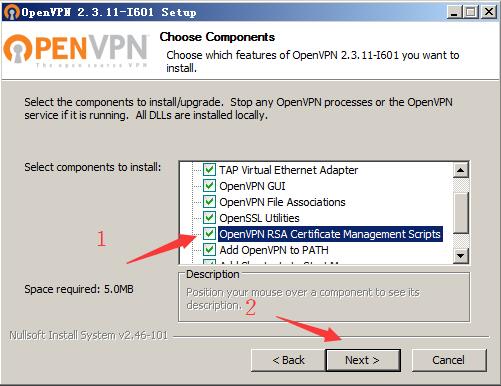 OpenVPN 2.3.11-I601 Setup
OPENVPN
The open source VPN
Choose Components
Choose which features of OpenVPN 2.3.11-I601 you want to
install.
Select the components to install/upgrade. Stop any OpenVPN processes or the OpenVPN
service if it is running. All DLLs are installed locally.
Select components to install:
TAP Virtual Ethernet Adapter
OpenVPN GUI
OpenVPN File Associations
OpenSSL Utilities
1
OpenVPN RSA Certificate Management Scripts
Add OpenVPN to PATH
Space required: 5.0MB
Description
Position your mouse over a component to see its
description.
2
Nullsoft Install System v2.46-101
< Back
Next >
Cancel